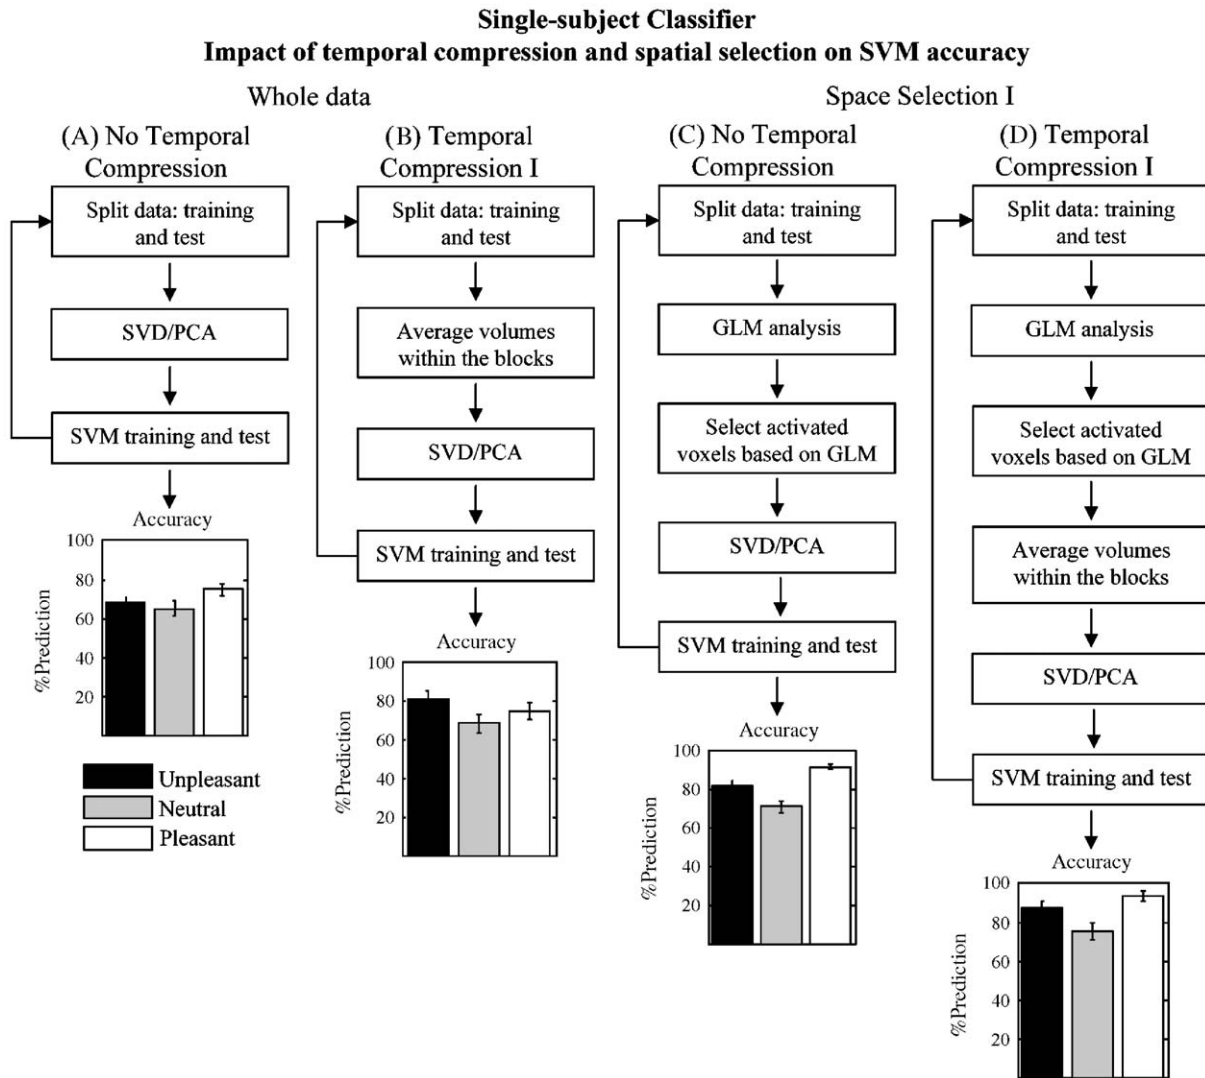 Single-subject Classifier
Impact of temporal compression and spatial selection on SVM accuracy
Whole data
Space Selection I
(A) No Temporal
Compression
Split data: training
and test
SVD/PCA
SVM training and test
Accuracy
%Prediction
100
80
60
40
20
Unpleasant
Neutral
Pleasant
(B) Temporal
Compression I
Split data: training
and test
Average volumes
within the blocks
SVD/PCA
SVM training and test
Accuracy
%Prediction
100
80
60
40
20
(C) No Temporal
Compression
Split data: training
and test
GLM analysis
Select activated
voxels based on GLM
SVD/PCA
SVM training and test
Accuracy
%Prediction
100
80
60
40
20
(D) Temporal
Compression I
Split data: training
and test
GLM analysis
Select activated
voxels based on GLM
Average volumes
within the blocks
SVD/PCA
SVM training and test
Accuracy
%Prediction
100
80
60
40
20